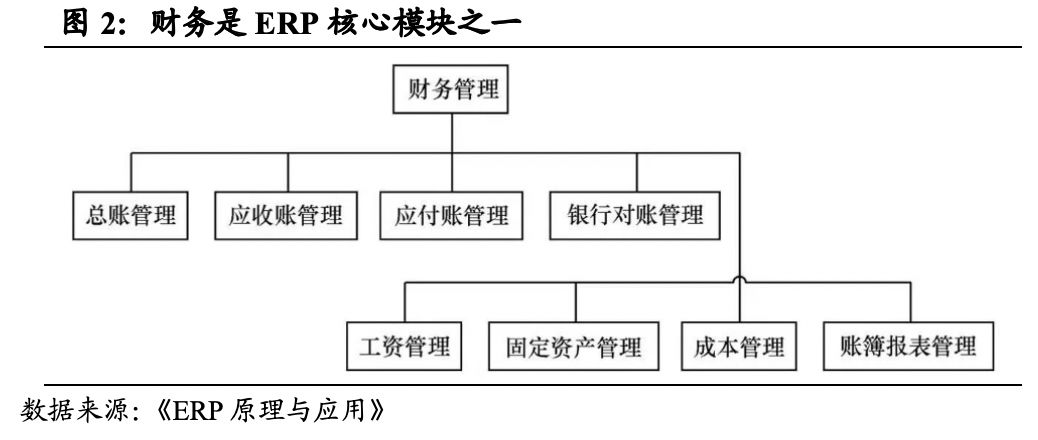 图 2：财务是 ERP 核心模块之一
财务管理
总账管理
应收账管理
应付账管理
银行对账管理
工资管理
固定资产管理
成本管理
账簿报表管理
数据来源：《ERP 原理与应用》